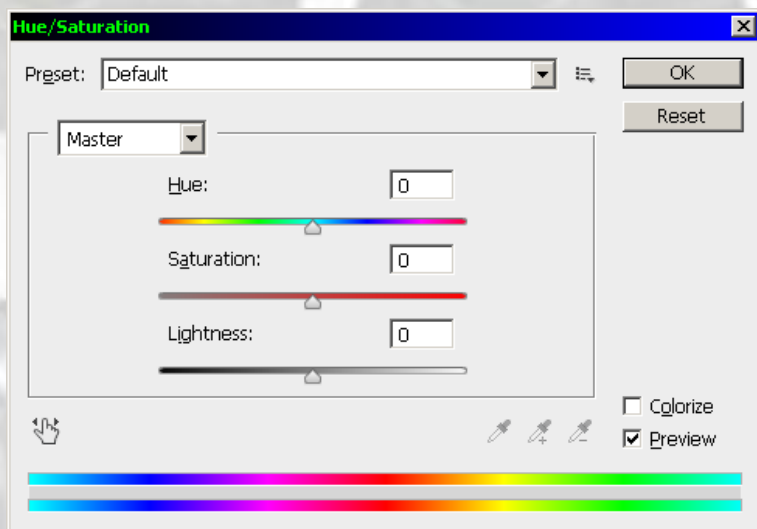 Hue/Saturation
Preset: Default
OK
Reset
Master
Hue: 0
Saturation: 0
Lightness: 0
Colorize
Preview